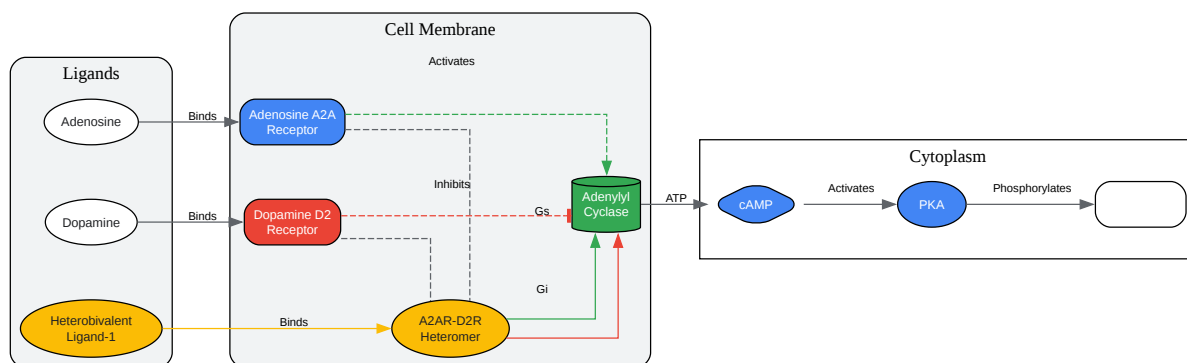 Cell Membrane
Ligands
Activates
Adenosine
Binds
Adenosine A2A
Receptor
Cytoplasm
Inhibits
Adenylyl
Cyclase
ATP
cAMP
Activates
PKA
Phosphorylates
Dopamine
Binds
Dopamine D2
Receptor
Gs
Gi
Heterobivalent
Ligand-1
Binds
A2AR-D2R
Heteromer